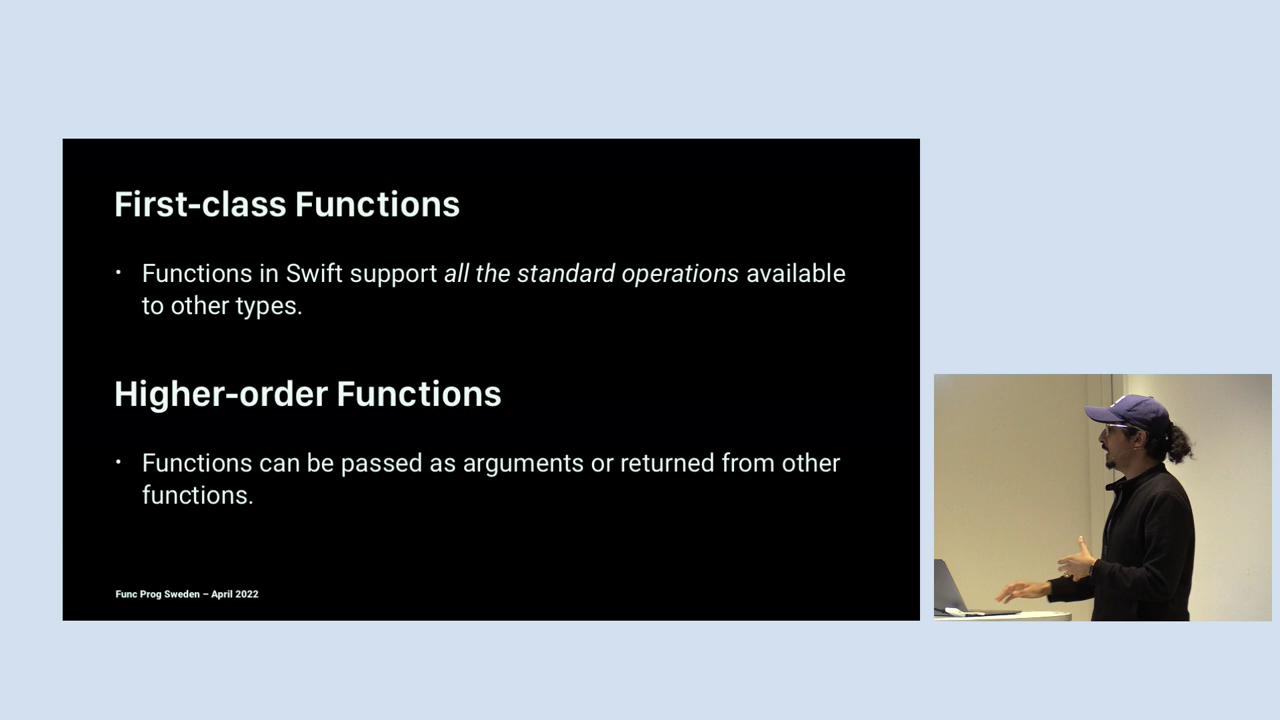 First-class Functions
• Functions in Swift support all the standard operations available
to other types.
Higher-order Functions
• Functions can be passed as arguments or returned from other
functions.
Func Prog Sweden – April 2022